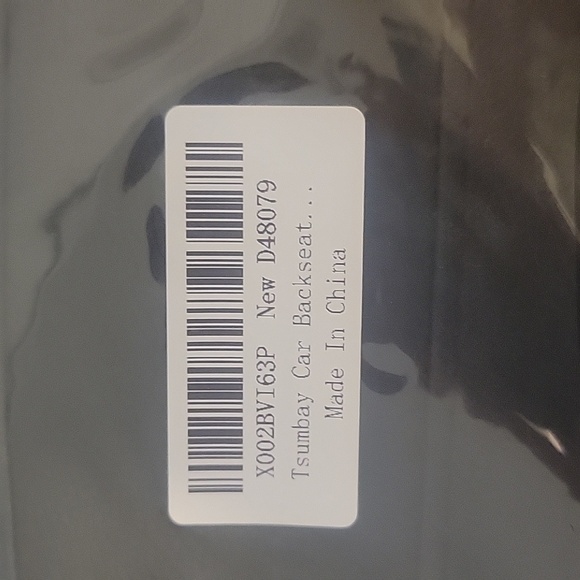 X002BVI63P New D48079
Tsumbay Car Backseat...
Made In China